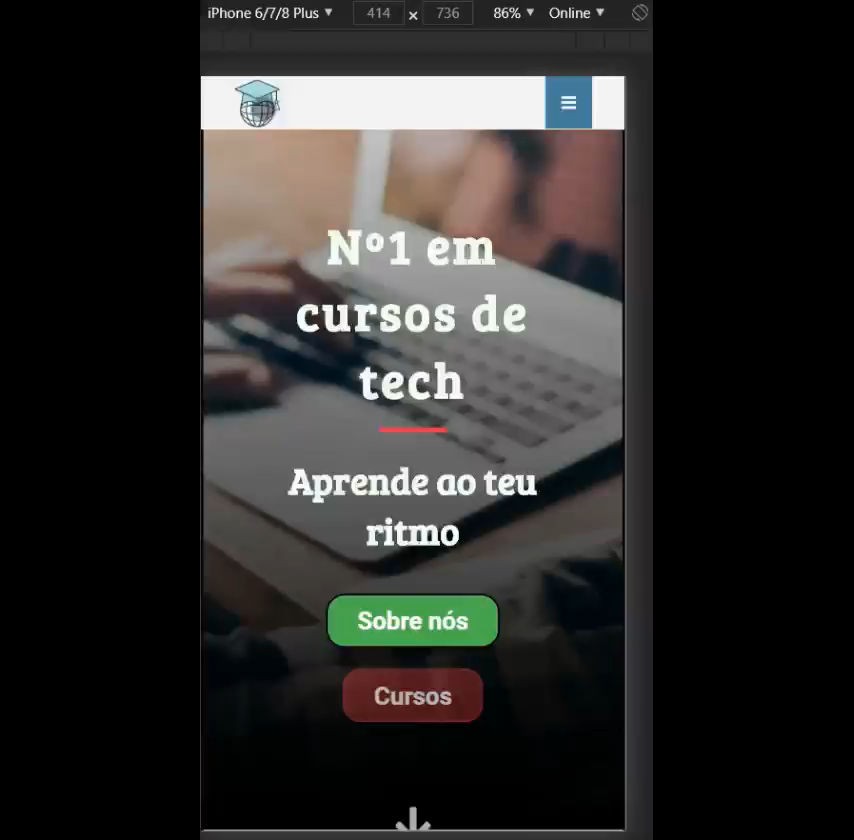 iPhone 6/7/8 Plus ▼ 414 x 736 86% ▼ Online ▼
Nº1 em
cursos de
tech
Aprende ao teu
ritmo
Sobre nós
Cursos